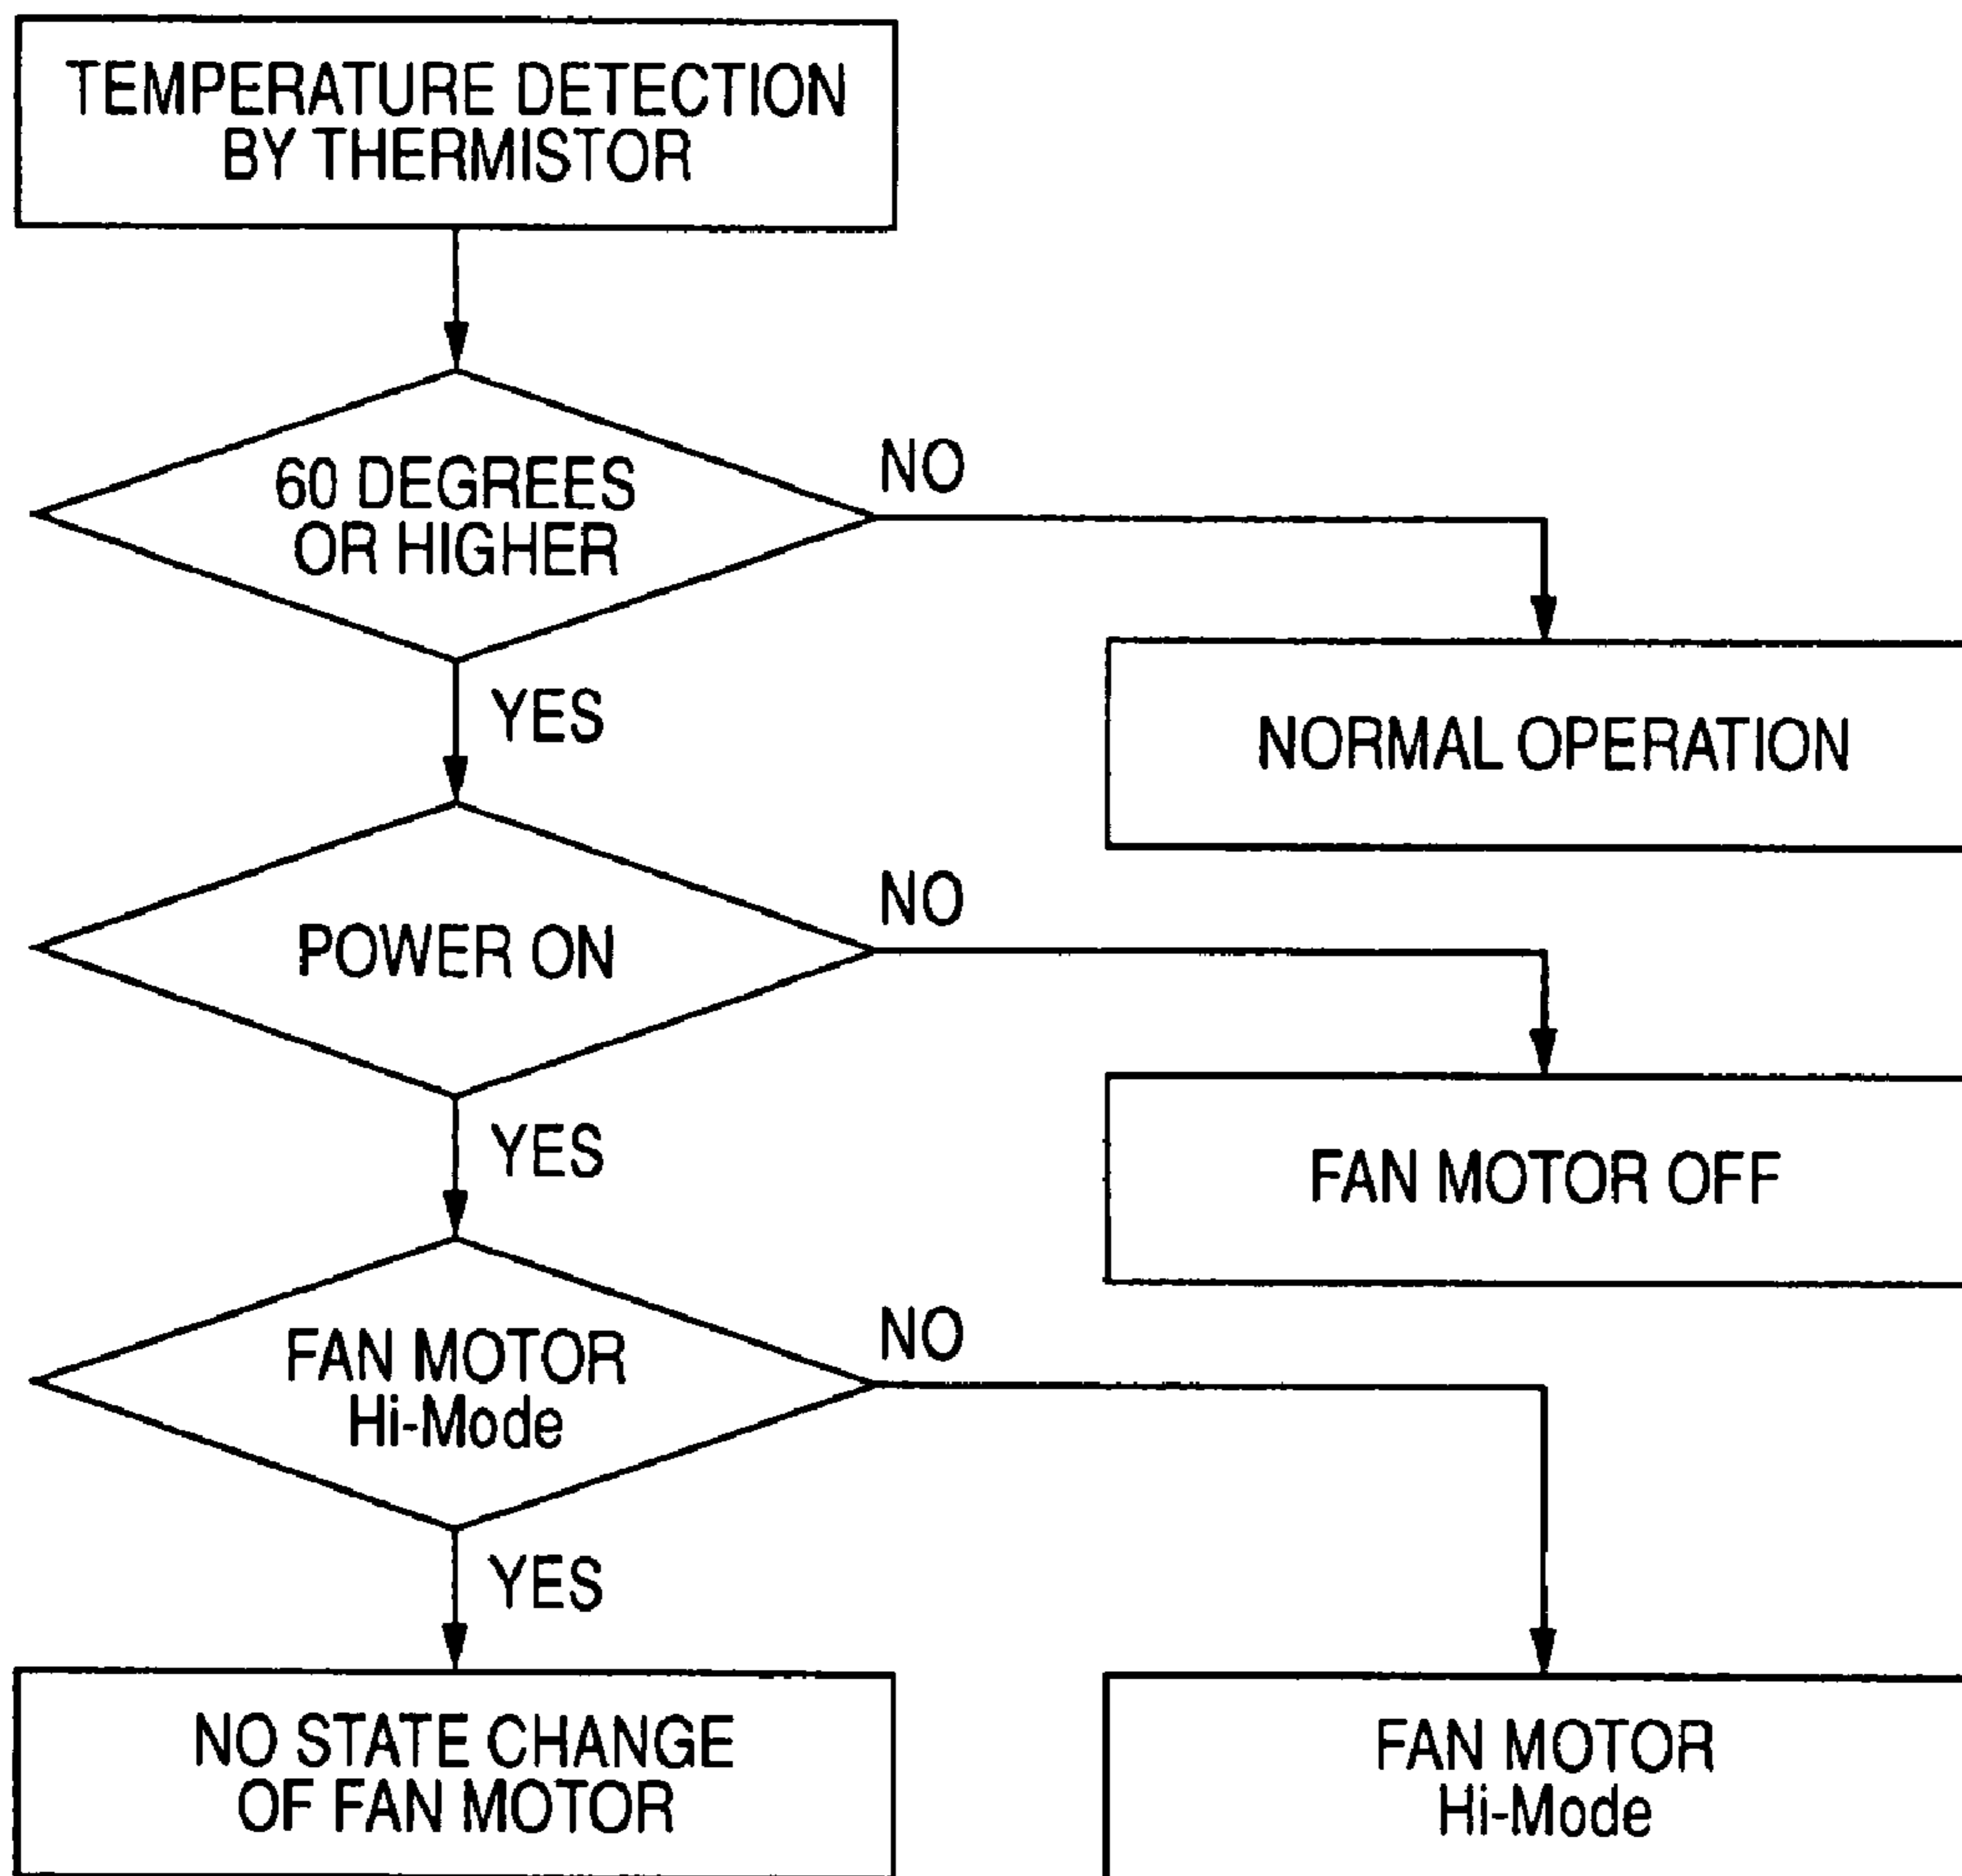 TEMPERATURE DETECTION
BY THERMISTOR
60 DEGREES
OR HIGHER
NO
YES
NORMAL OPERATION
POWER ON
NO
YES
FAN MOTOR OFF
FAN MOTOR
Hi-Mode
NO
YES
NO STATE CHANGE
OF FAN MOTOR
FAN MOTOR
Hi-Mode